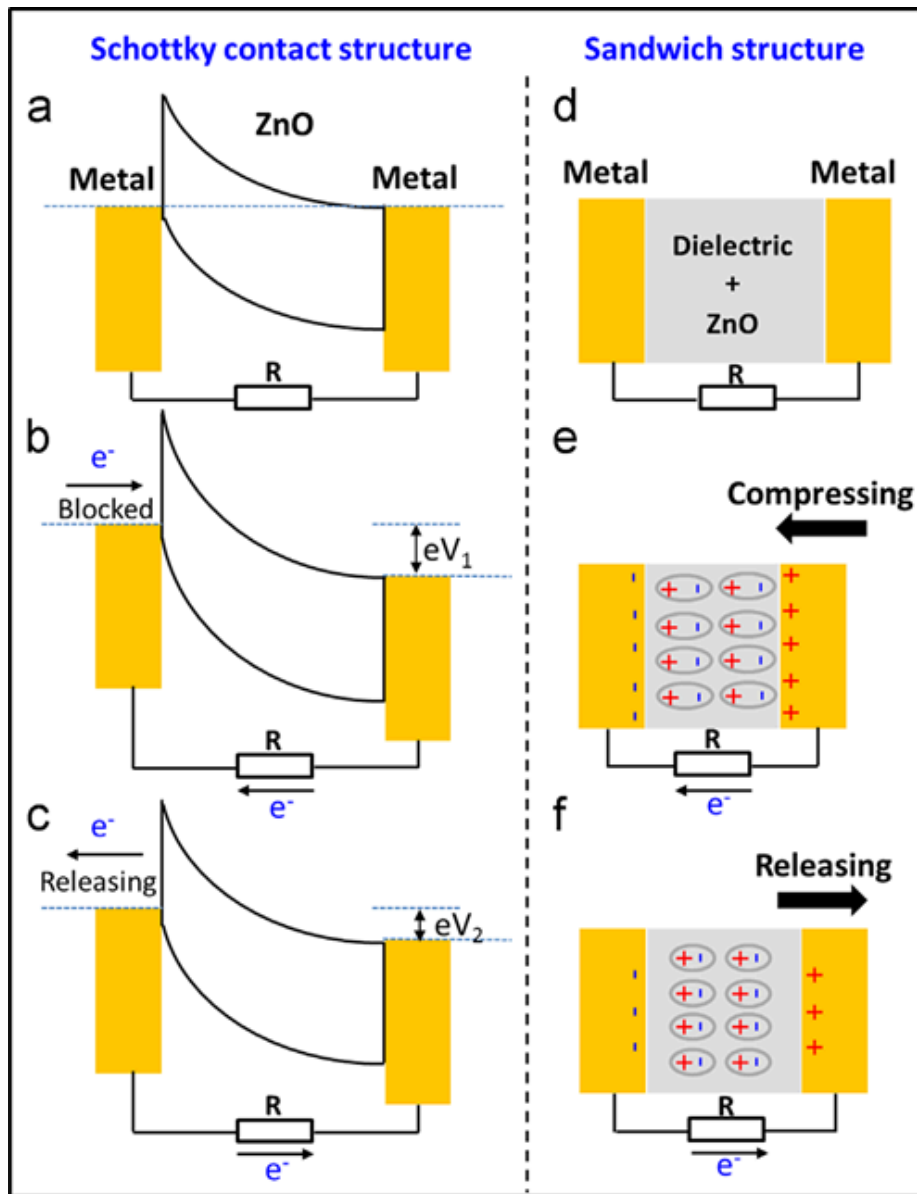 Schottky contact structure
Sandwich structure
a
ZnO
Metal
Metal
R
d
Metal
Metal
Dielectric
+
ZnO
R
b
e⁻
Blocked
eV₁
R
e⁻
e
Compressing
- + - + - +
+ - + - +
- + - + - +
+ - + - +
- +
R
e⁻
c
e⁻
Releasing
eV₂
R
e⁻
f
Releasing
- + - + - +
- + - + - +
- + - + - +
+ - + -
R
e⁻